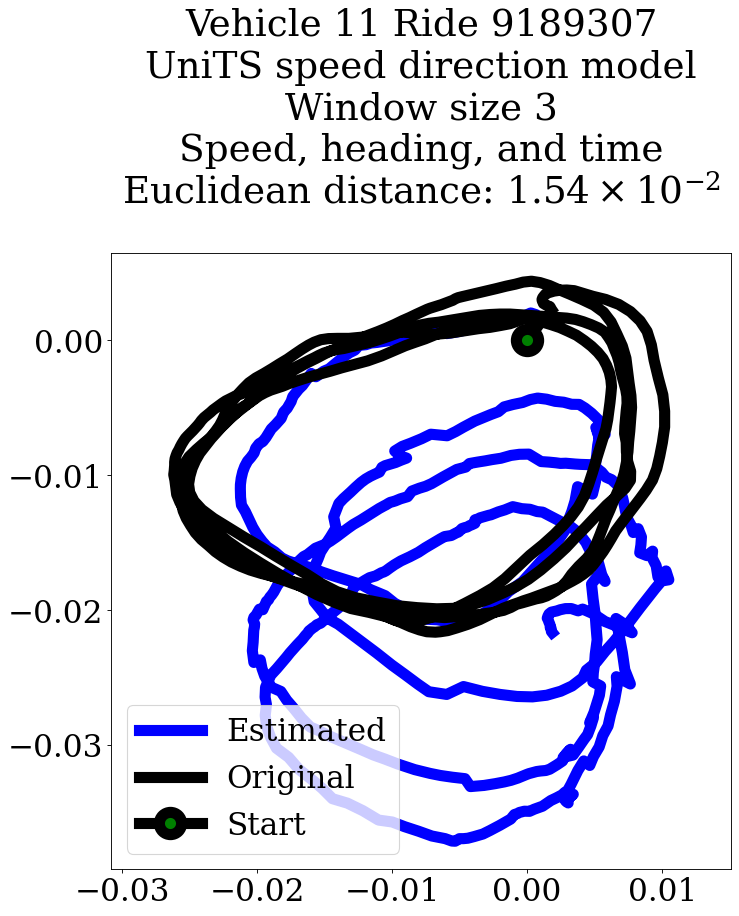 Vehicle 11 Ride 9189307
UniTS speed direction model
Window size 3
Speed, heading, and time
Euclidean distance: 1.54 × 10⁻²
0.00
−0.01
−0.02
−0.03
Estimated
Original
Start
−0.03 −0.02 −0.01 0.00 0.01